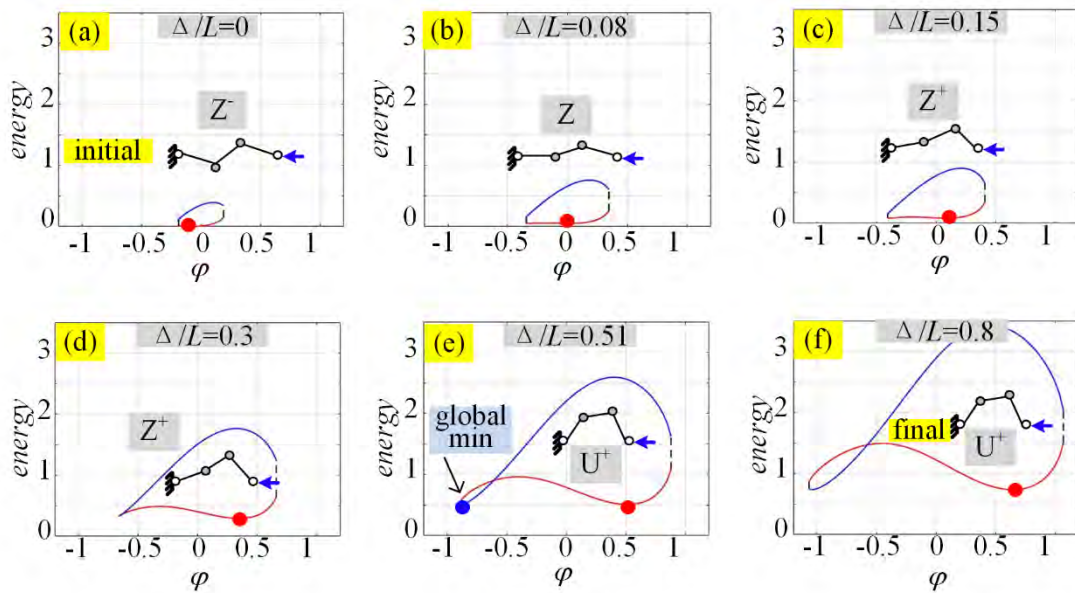 (a)
Δ/L=0
energy
3
2
1
0
Z-
initial
-1
-0.5
0
0.5
1
φ
(b)
Δ/L=0.08
energy
3
2
1
0
Z
-1
-0.5
0
0.5
1
φ
(c)
Δ/L=0.15
energy
3
2
1
0
Z+
-1
-0.5
0
0.5
1
φ
(d)
Δ/L=0.3
energy
3
2
1
0
Z+
-1
-0.5
0
0.5
1
φ
(e)
Δ/L=0.51
energy
3
2
1
0
global
min
U+
-1
-0.5
0
0.5
1
φ
(f)
Δ/L=0.8
energy
3
2
1
0
final
U+
-1
-0.5
0
0.5
1
φ